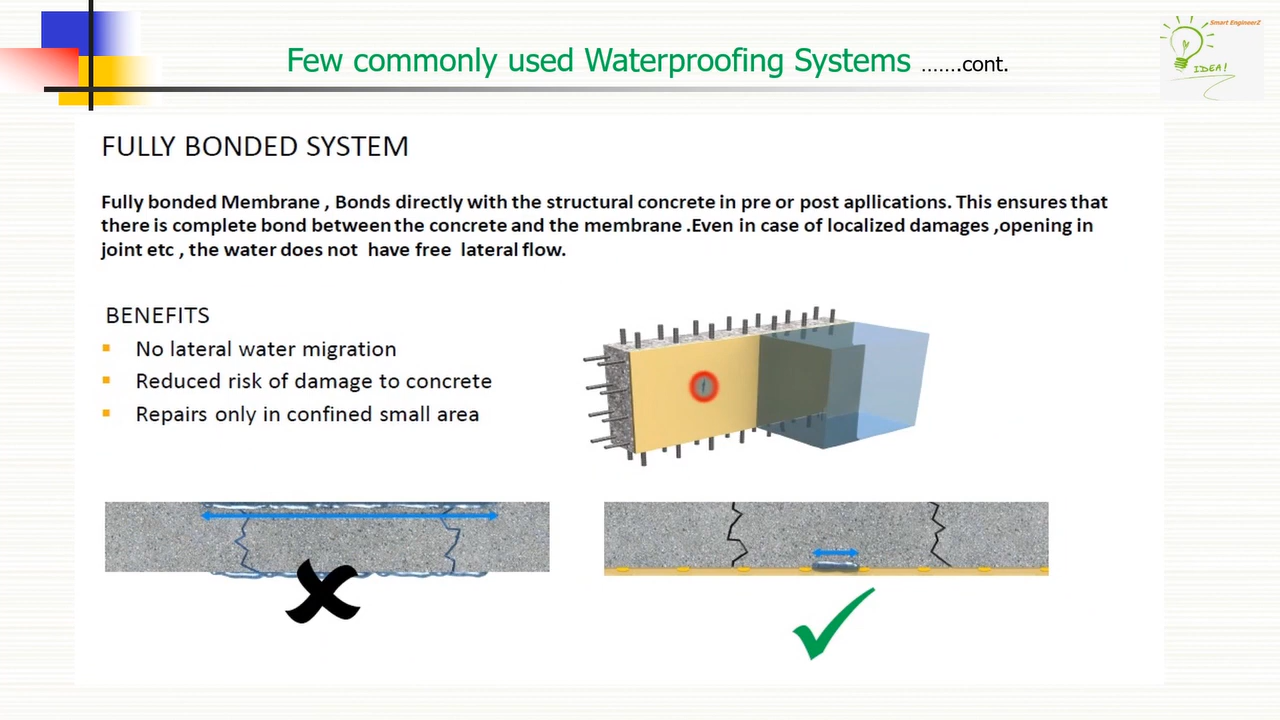 Few commonly used Waterproofing Systems .......cont.
Smart EngineerZ
IDEA!
FULLY BONDED SYSTEM
Fully bonded Membrane , Bonds directly with the structural concrete in pre or post apllications. This ensures that
there is complete bond between the concrete and the membrane .Even in case of localized damages ,opening in
joint etc , the water does not have free lateral flow.
BENEFITS
No lateral water migration
Reduced risk of damage to concrete
Repairs only in confined small area